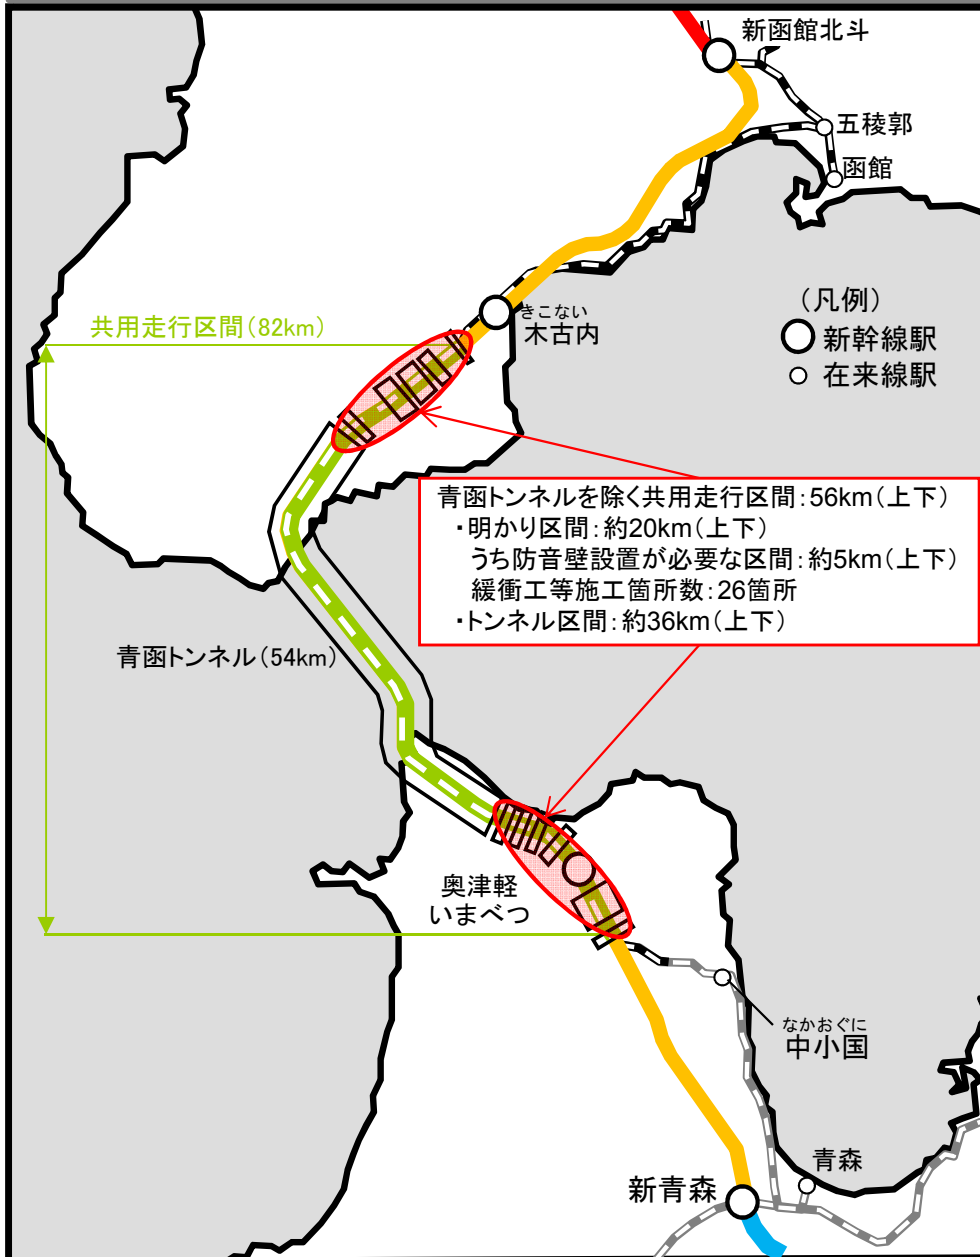 新函館北斗
五稜郭
函館
(凡例)
新幹線駅
在来線駅
きこない
木古内
共用走行区間(82km)
青函トンネルを除く共用走行区間:56km(上下)
・明かり区間:約20km(上下)
うち防音壁設置が必要な区間:約5km(上下)
緩衝工等施工箇所数:26箇所
・トンネル区間:約36km(上下)
青函トンネル(54km)
奥津軽
いまべつ
なかおぐに
中小国
青森
新青森